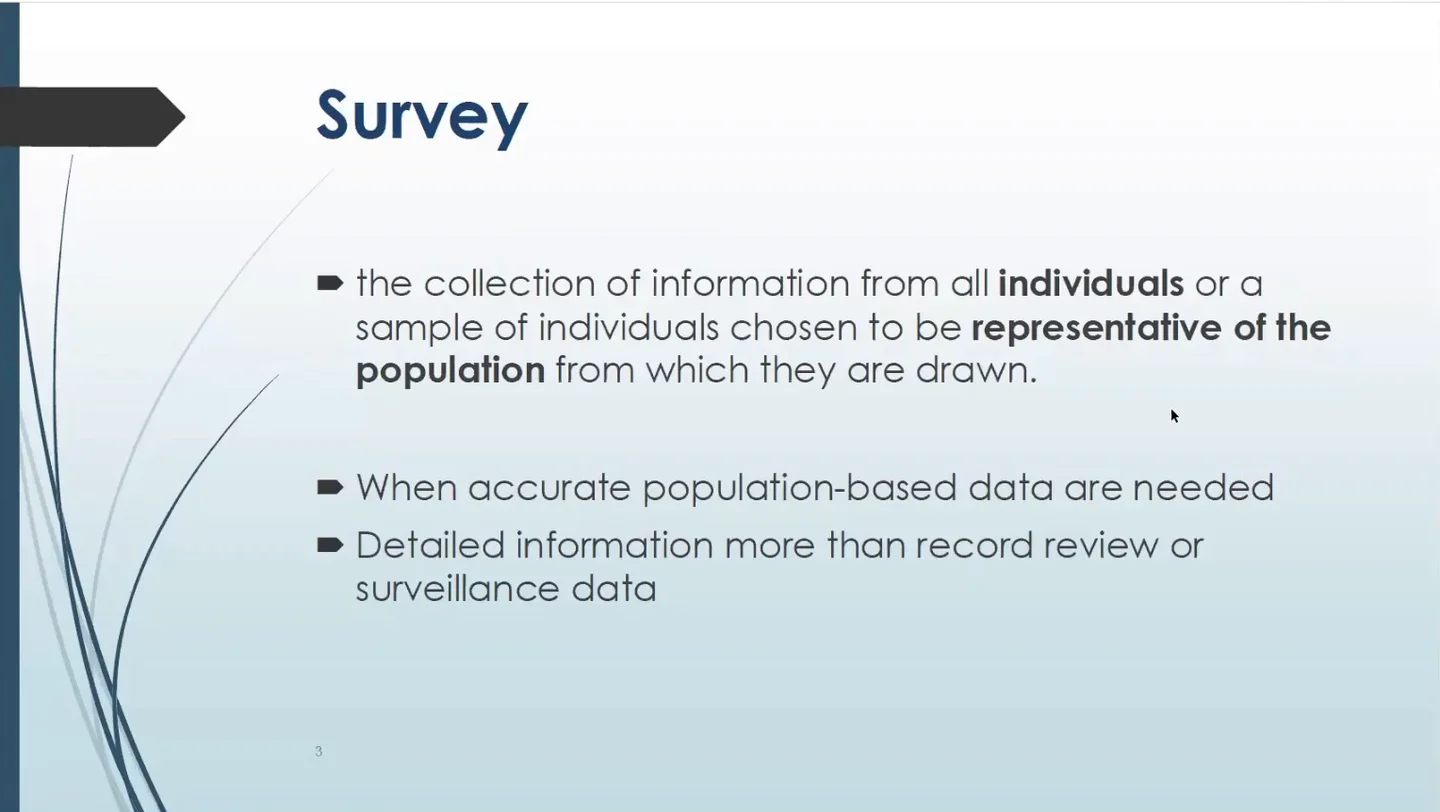 Survey
the collection of information from all individuals or a
sample of individuals chosen to be representative of the
population from which they are drawn.
When accurate population-based data are needed
Detailed information more than record review or
surveillance data
3